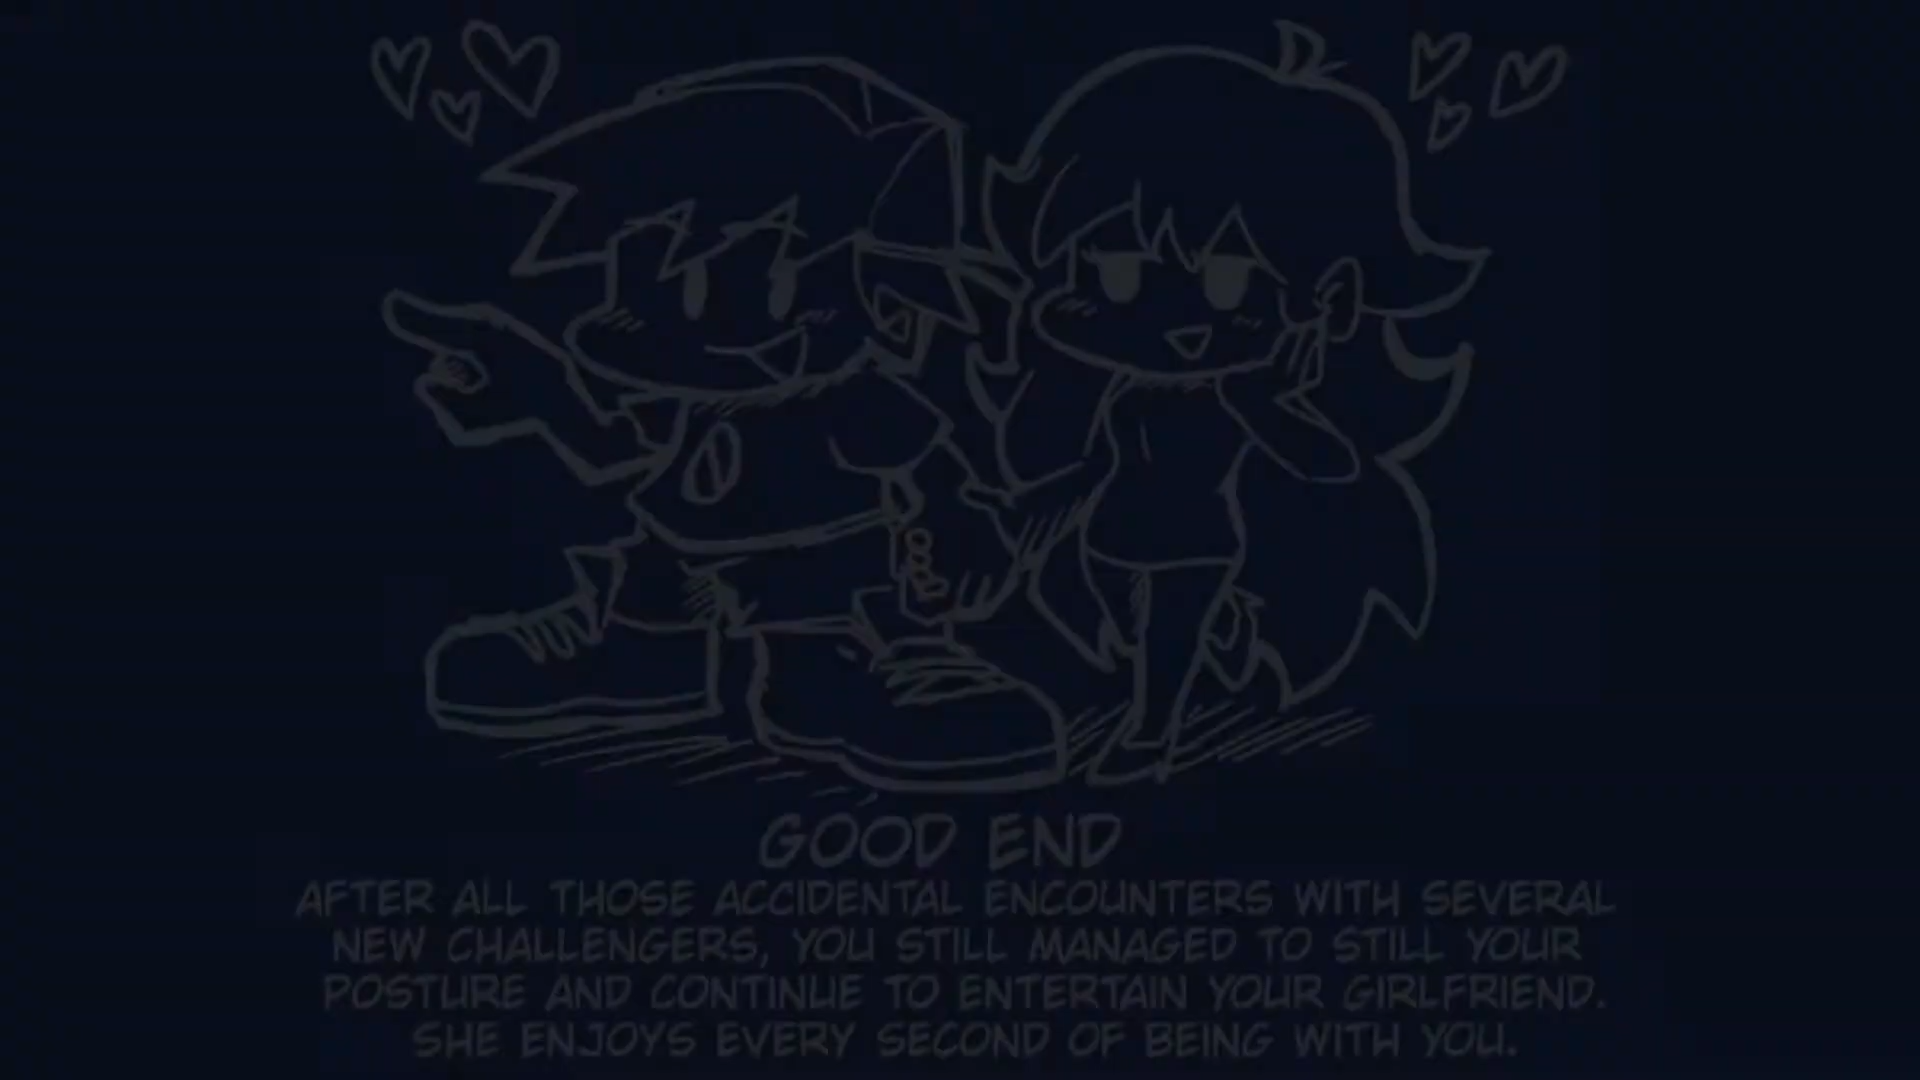 GOOD END
AFTER ALL THOSE ACCIDENTAL ENCOUNTERS WITH SEVERAL
NEW CHALLENGERS, YOU STILL MANAGED TO STILL YOUR
POSTURE AND CONTINUE TO ENTERTAIN YOUR GIRLFRIEND.
SHE ENJOYS EVERY SECOND OF BEING WITH YOU.